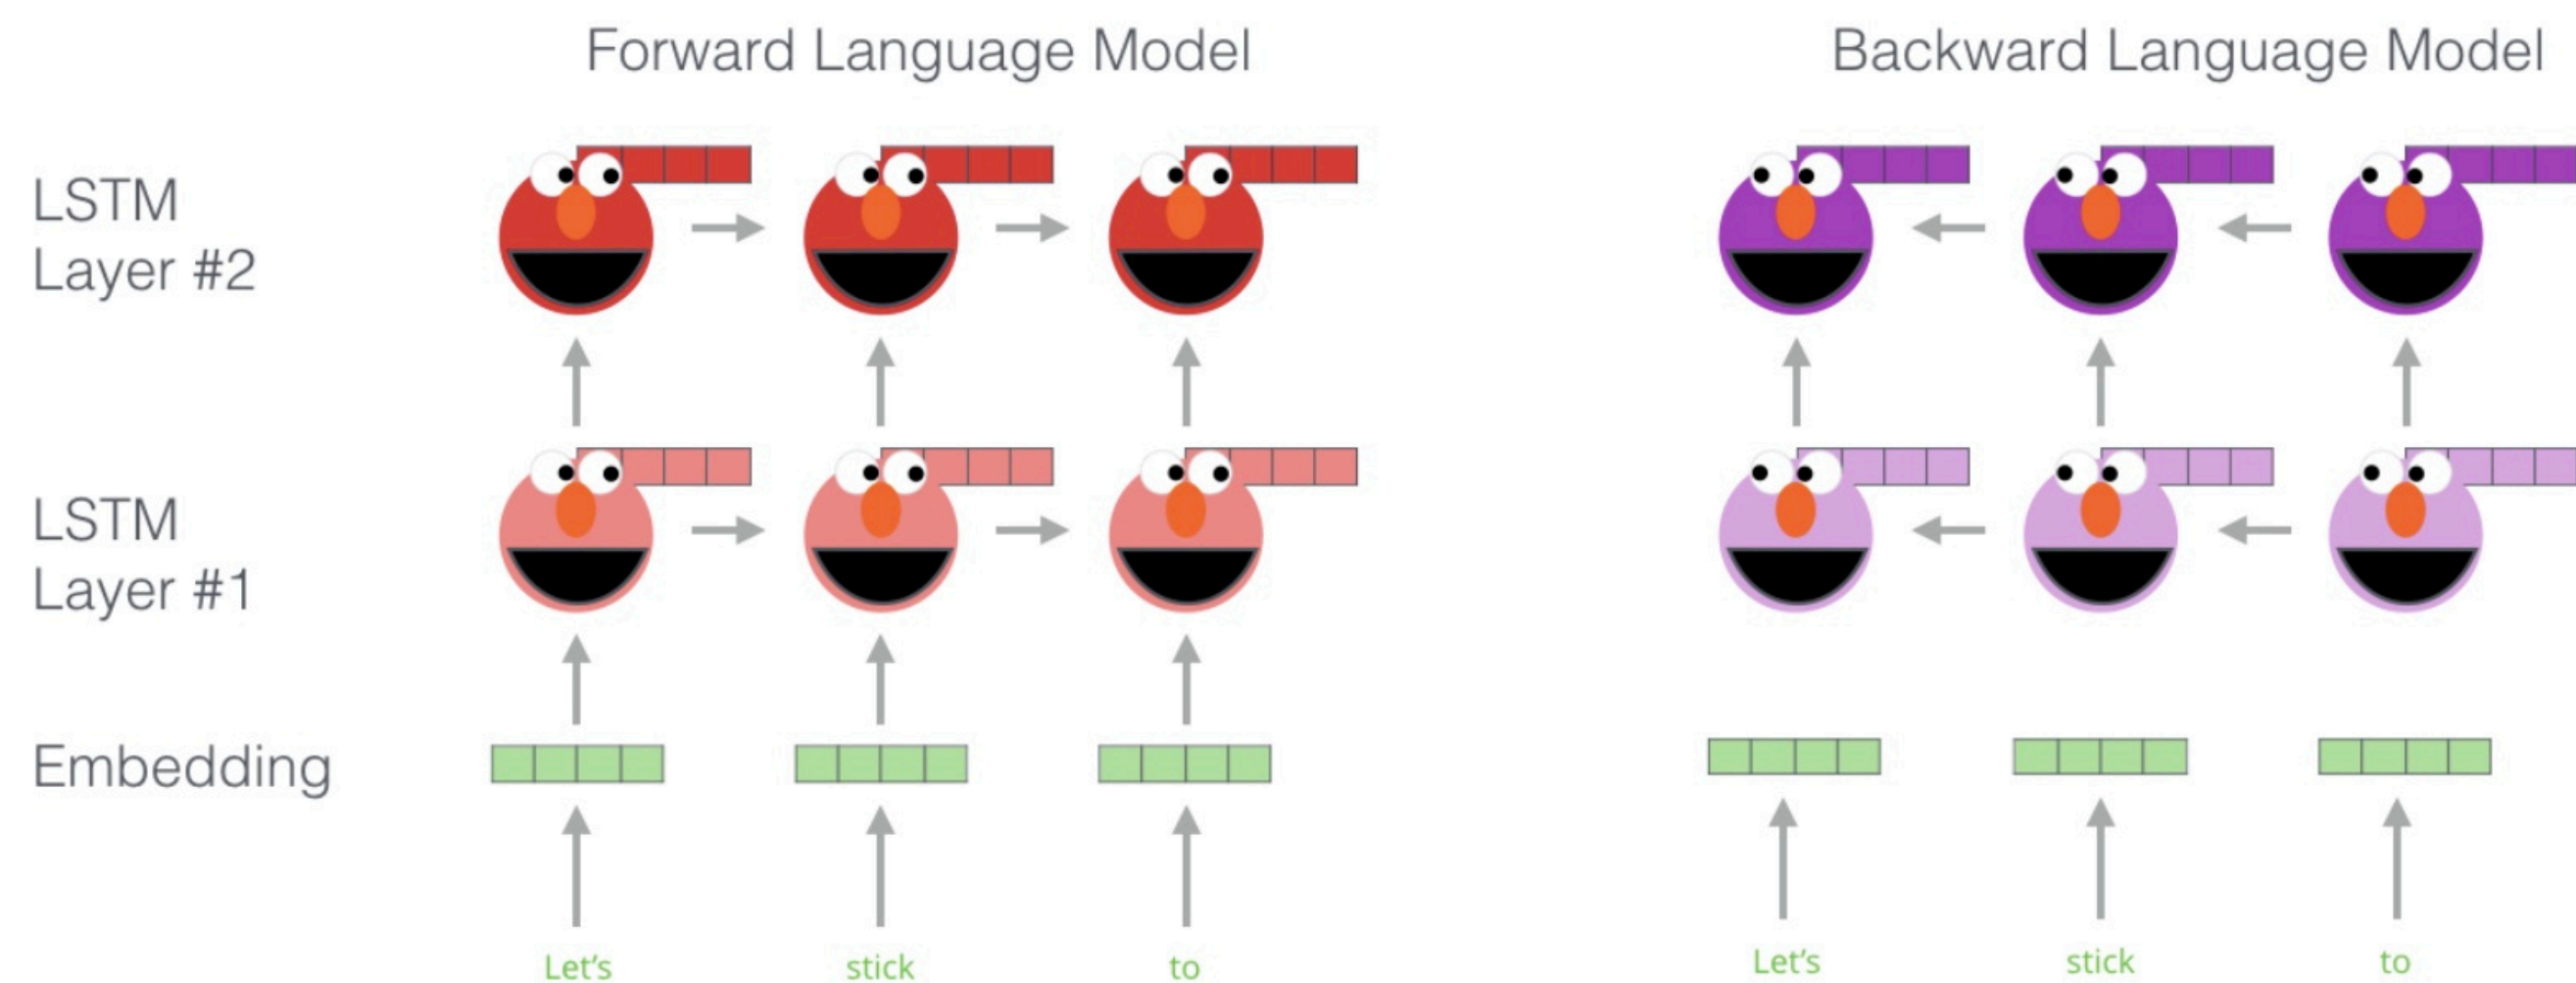 Forward Language Model
Backward Language Model
LSTM
Layer #2
LSTM
Layer #1
Embedding
Let's
stick
to
Let's
stick
to